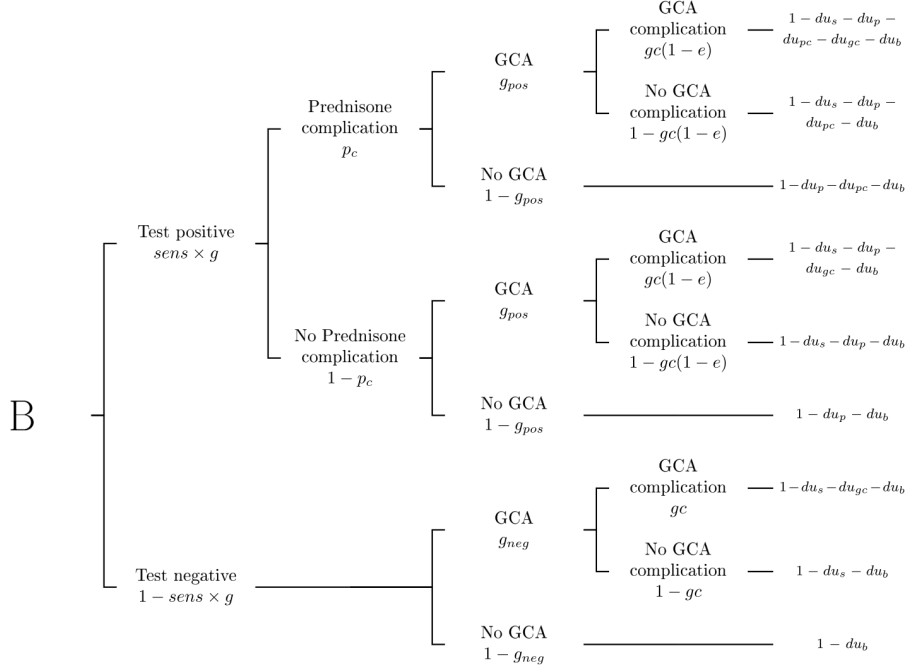 GCA
complication
gc(1 − e)
1 − du_s − du_p −
du_pc − du_gc − du_b
GCA
g_pos
No GCA
complication
1 − gc(1 − e)
1 − du_s − du_p −
du_pc − du_b
Prednisone
complication
p_c
No GCA
1 − g_pos
1 − du_p − du_pc − du_b
Test positive
sens × g
GCA
complication
gc(1 − e)
1 − du_s − du_p −
du_gc − du_b
GCA
g_pos
No GCA
complication
1 − gc(1 − e)
1 − du_s − du_p − du_b
No Prednisone
complication
1 − p_c
No GCA
1 − g_pos
1 − du_p − du_b
B
GCA
complication
gc
1 − du_s − du_gc − du_b
GCA
g_neg
No GCA
complication
1 − gc
1 − du_s − du_b
Test negative
1 − sens × g
No GCA
1 − g_neg
1 − du_b